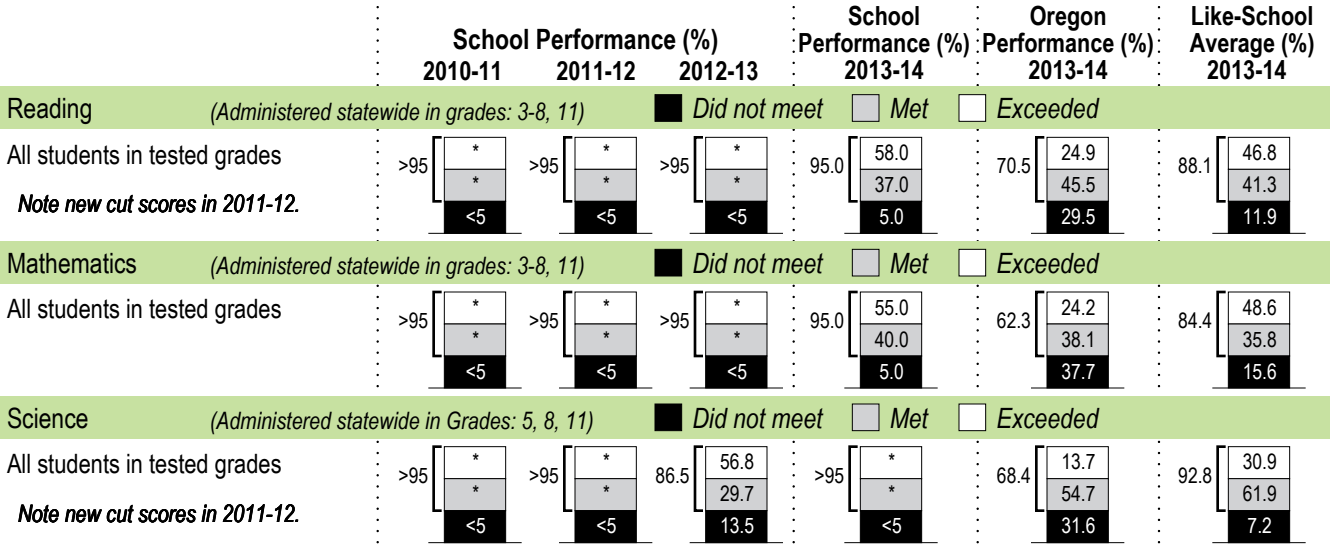 School Performance (%)
2010-11 2011-12 2012-13
School Performance (%) 2013-14
Oregon Performance (%) 2013-14
Like-School Average (%) 2013-14
Reading (Administered statewide in grades: 3-8, 11) Did not meet Met Exceeded
All students in tested grades
Note new cut scores in 2011-12.
>95 * * <5
>95 * * <5
>95 * * <5
95.0 58.0 37.0 5.0
70.5 24.9 45.5 29.5
88.1 46.8 41.3 11.9
Mathematics (Administered statewide in grades: 3-8, 11) Did not meet Met Exceeded
All students in tested grades
>95 * * <5
>95 * * <5
>95 * * <5
95.0 55.0 40.0 5.0
62.3 24.2 38.1 37.7
84.4 48.6 35.8 15.6
Science (Administered statewide in Grades: 5, 8, 11) Did not meet Met Exceeded
All students in tested grades
Note new cut scores in 2011-12.
>95 * * <5
>95 * * <5
86.5 56.8 29.7 13.5
>95 * * <5
68.4 13.7 54.7 31.6
92.8 30.9 61.9 7.2